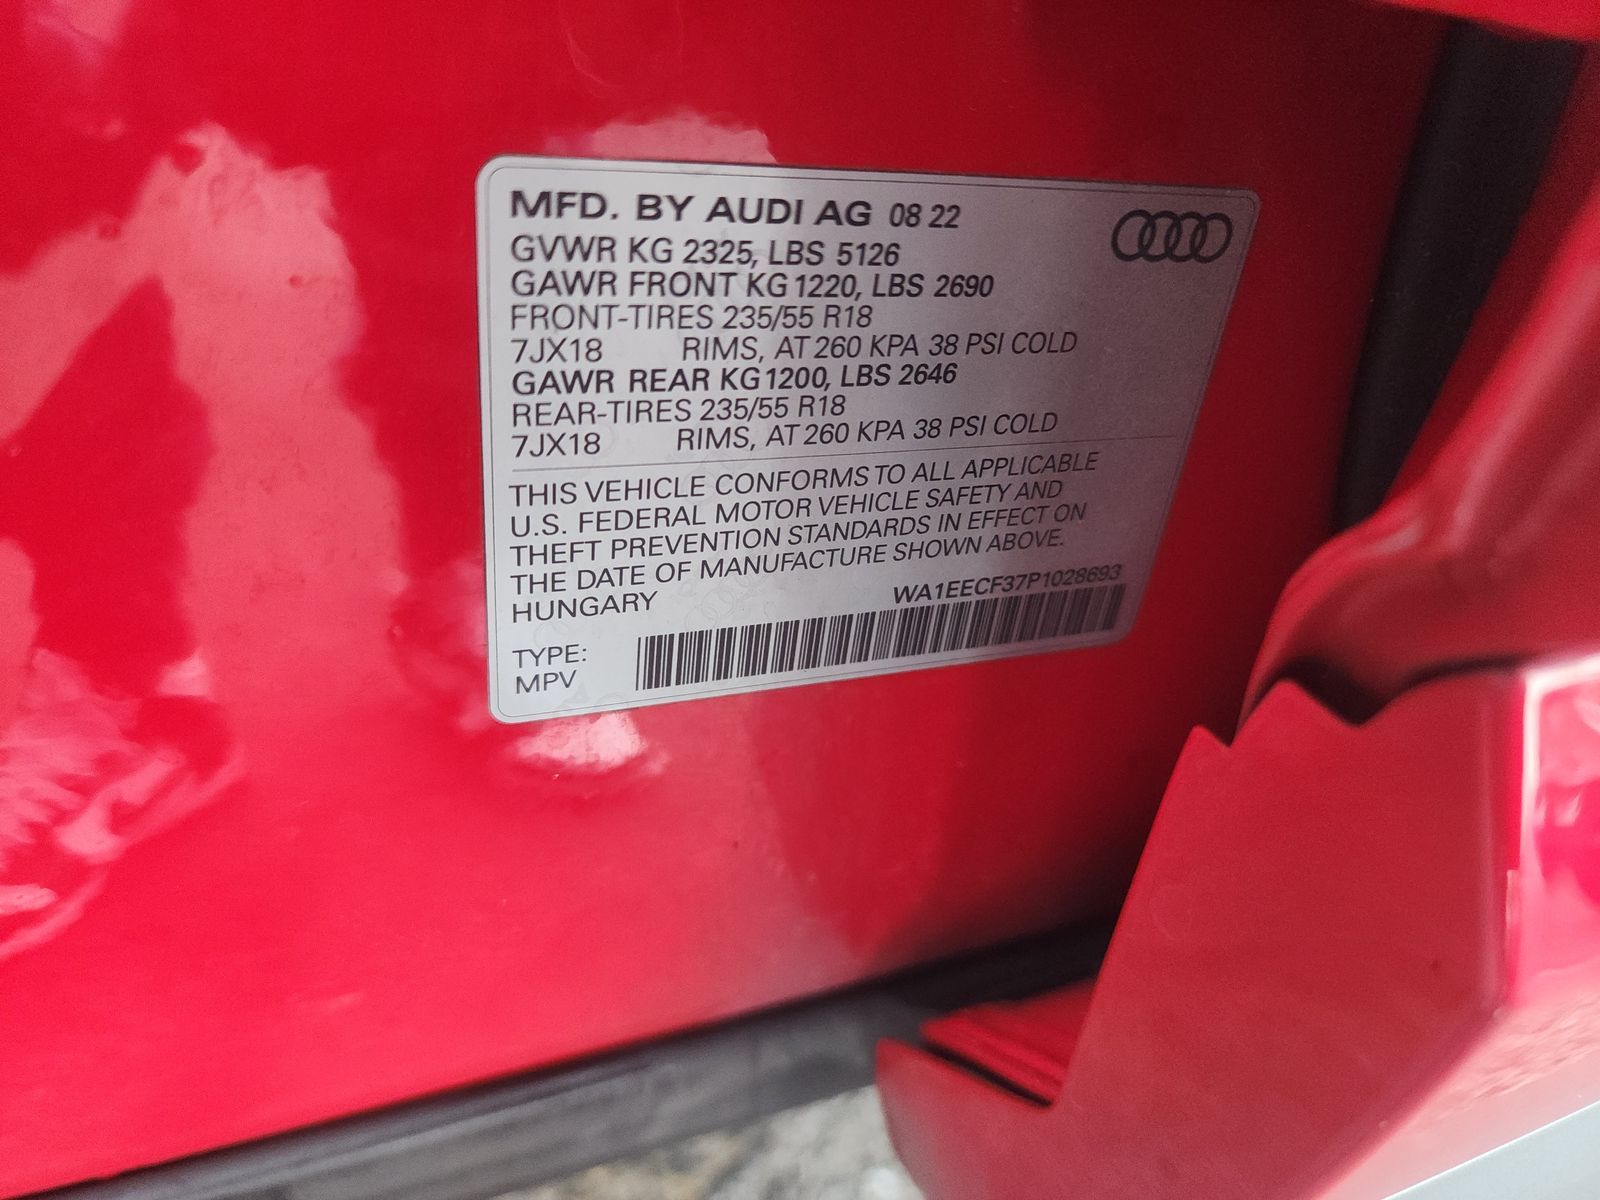 MFD. BY AUDI AG 08 22
GVWR KG 2325, LBS 5126
GAWR FRONT KG 1220, LBS 2690
FRONT-TIRES 235/55 R18
7JX18 RIMS, AT 260 KPA 38 PSI COLD
GAWR REAR KG 1200, LBS 2646
REAR-TIRES 235/55 R18
7JX18 RIMS, AT 260 KPA 38 PSI COLD
THIS VEHICLE CONFORMS TO ALL APPLICABLE
U.S. FEDERAL MOTOR VEHICLE SAFETY AND
THEFT PREVENTION STANDARDS IN EFFECT ON
THE DATE OF MANUFACTURE SHOWN ABOVE.
HUNGARY WA1EECF37P1028693
TYPE:
MPV